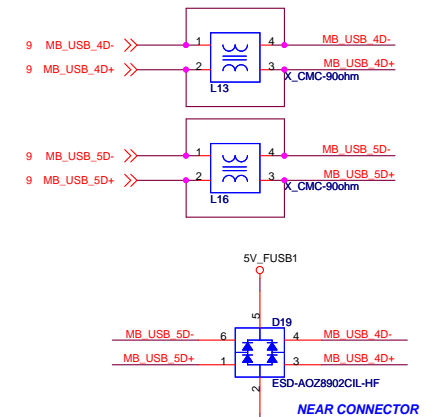 9 MB_USB_4D- 1 4 MB_USB_4D-
9 MB_USB_4D+ 2 3 MB_USB_4D+
X_CMC-90ohm
L13
9 MB_USB_5D- 1 4 MB_USB_5D-
9 MB_USB_5D+ 2 3 MB_USB_5D+
X_CMC-90ohm
L16
5V_FUSB1
5 D19
MB_USB_5D- 6 4 MB_USB_4D-
MB_USB_5D+ 1 3 MB_USB_4D+
2 ESD-AOZ8902CIL-HF
NEAR CONNECTOR